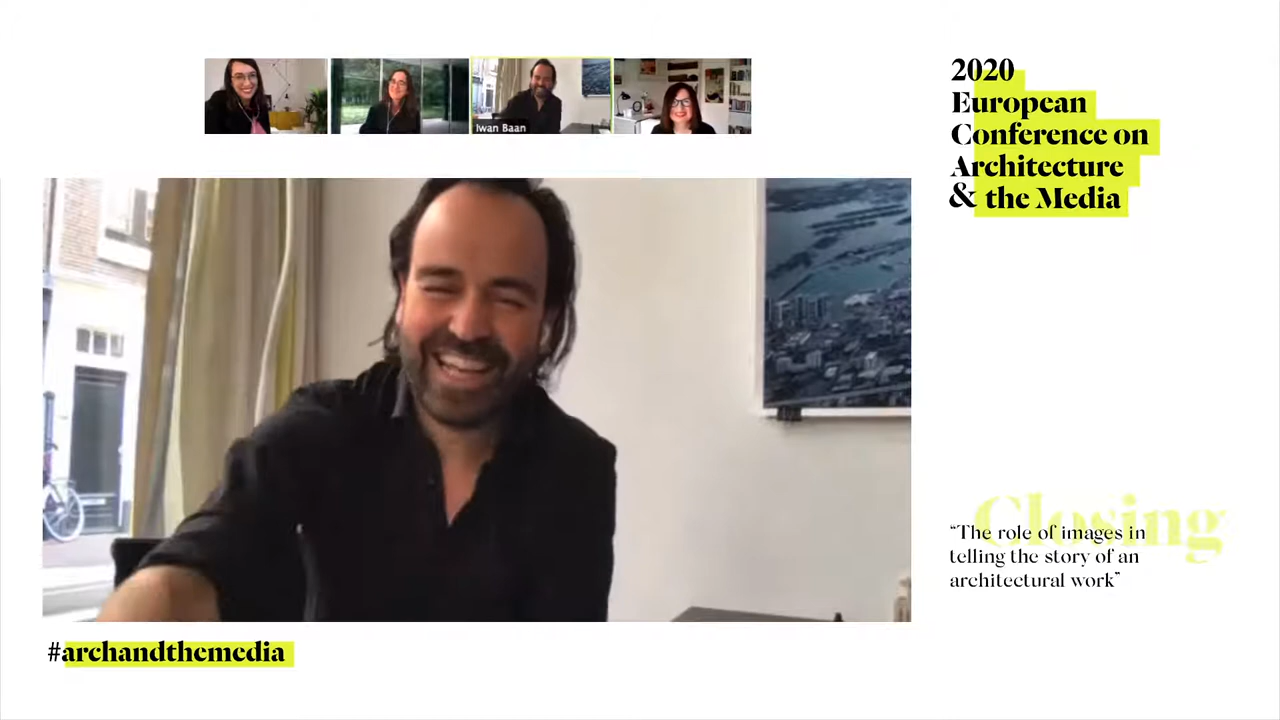 Iwan Baan
2020
European
Conference on
Architecture
& the Media
Closing
“The role of images in
telling the story of an
architectural work”
#archandthemedia